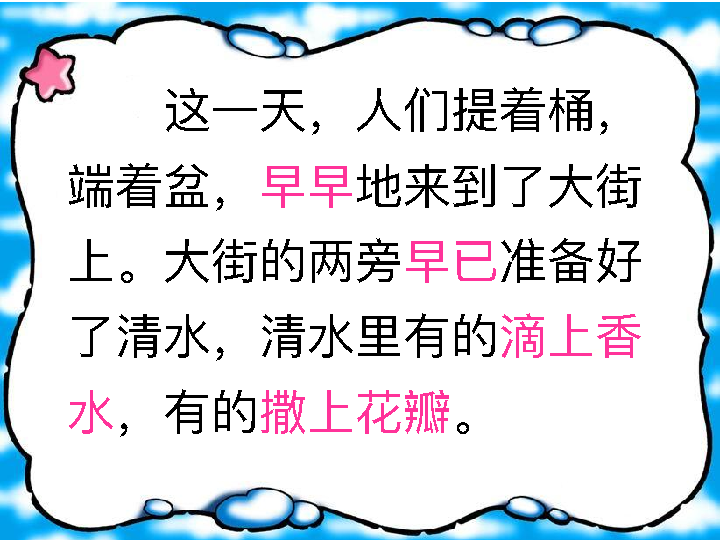 这一天，人们提着桶，
端着盆，早早地来到了大街
上。大街的两旁早已准备好
了清水，清水里有的滴上香
水，有的撒上花瓣。